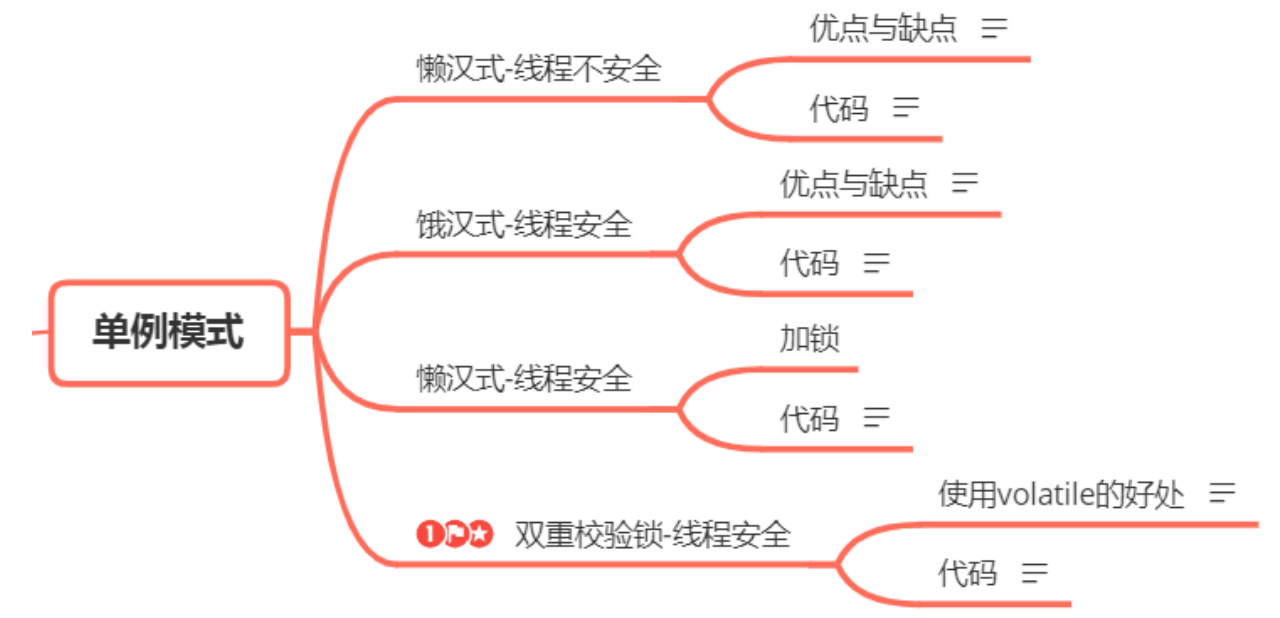 单例模式
懒汉式-线程不安全
优点与缺点
代码
饿汉式-线程安全
优点与缺点
代码
懒汉式-线程安全
加锁
代码
1 双重校验锁-线程安全
使用volatile的好处
代码